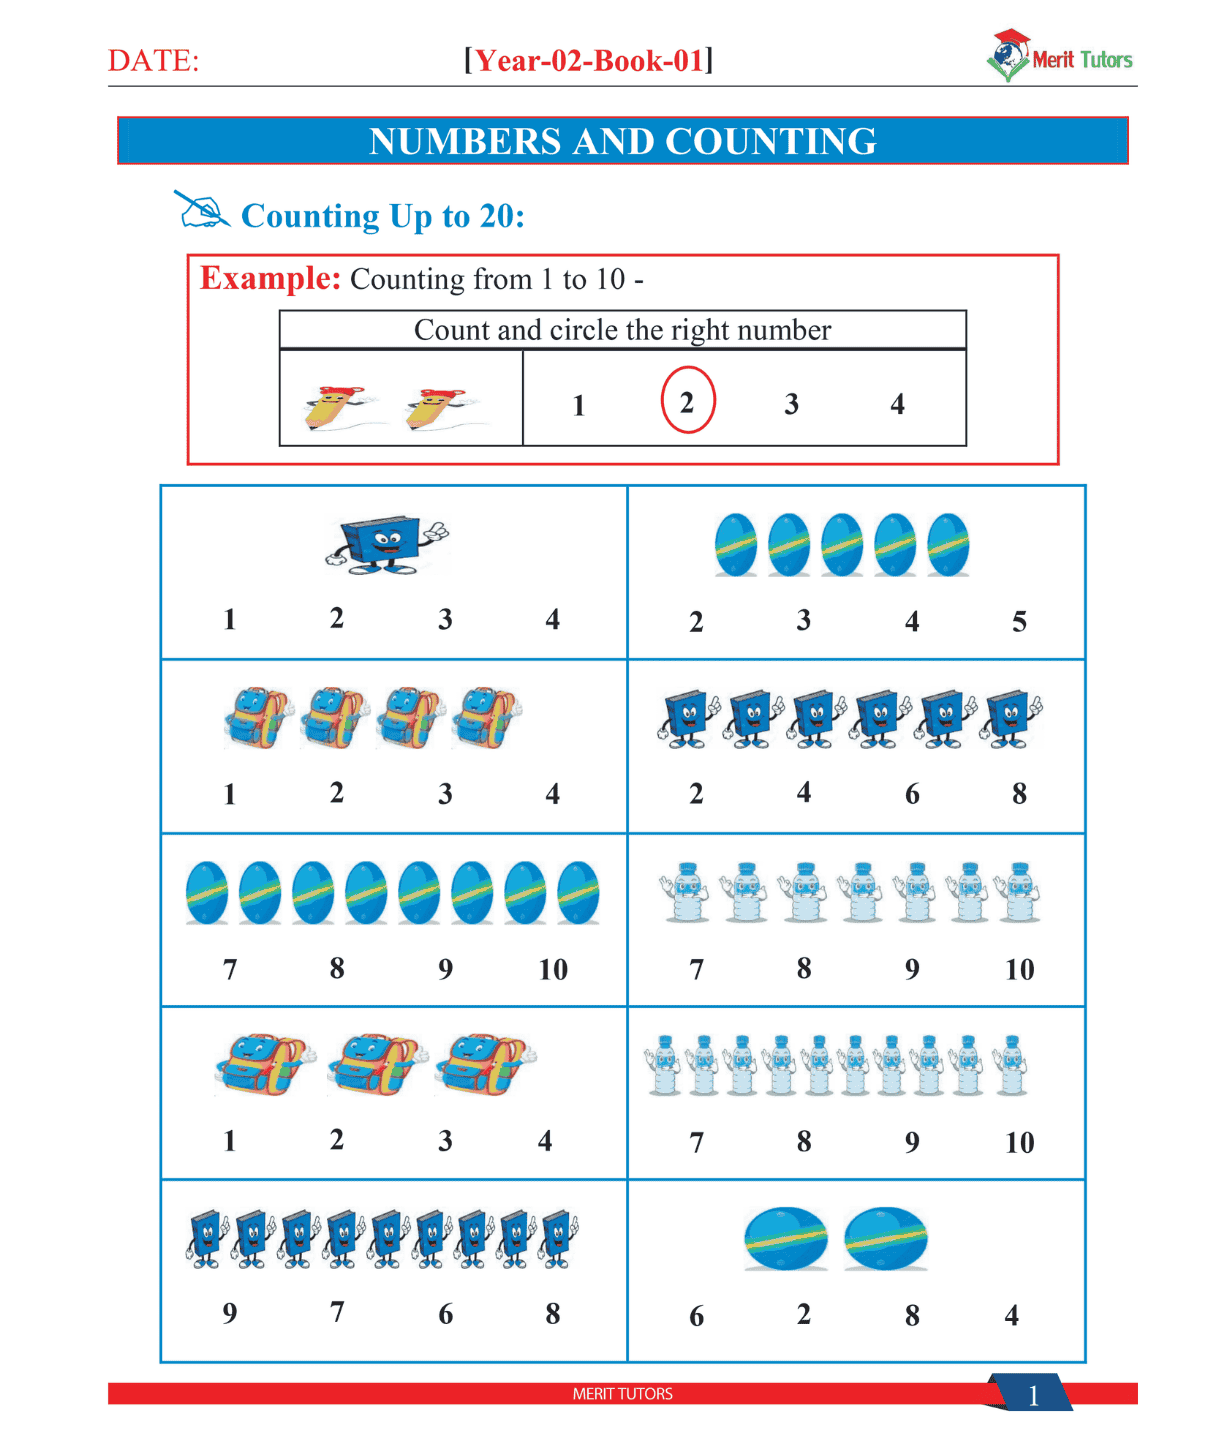 DATE: [Year-02-Book-01] Merit Tutors
NUMBERS AND COUNTING
Counting Up to 20:
Example: Counting from 1 to 10 -
Count and circle the right number
1 2 3 4
1 2 3 4
2 3 4 5
1 2 3 4
2 4 6 8
7 8 9 10
7 8 9 10
1 2 3 4
7 8 9 10
9 7 6 8
6 2 8 4
MERIT TUTORS
1